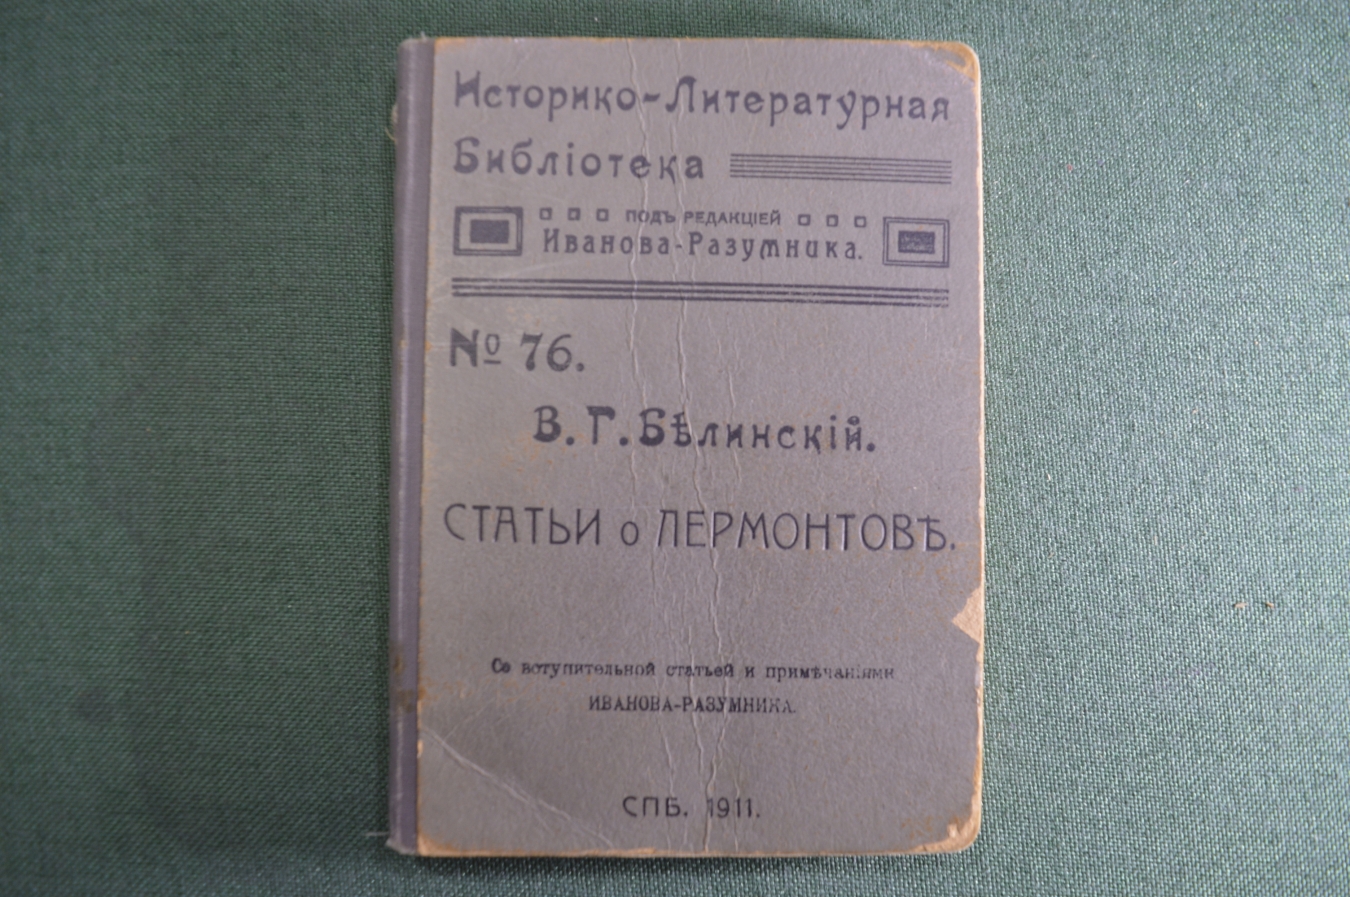 Историко-Литературная
Библіотека
ПОДЪ РЕДАКЦІЕЙ
Иванова-Разумника.
№ 76.
В. Г. Бѣлинскій.
СТАТЬИ о ЛЕРМОНТОВѢ.
Со вступительной статьей и примѣчаніями
ИВАНОВА-РАЗУМНИКА.
СПБ. 1911.